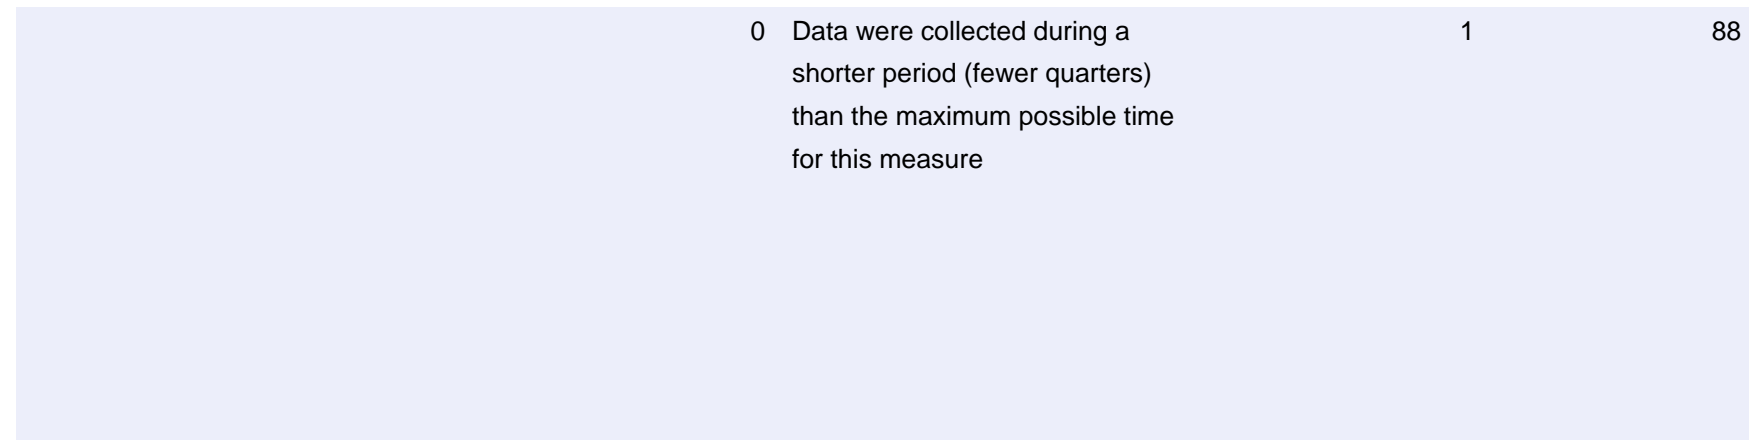 0 Data were collected during a 1 88
shorter period (fewer quarters)
than the maximum possible time
for this measure